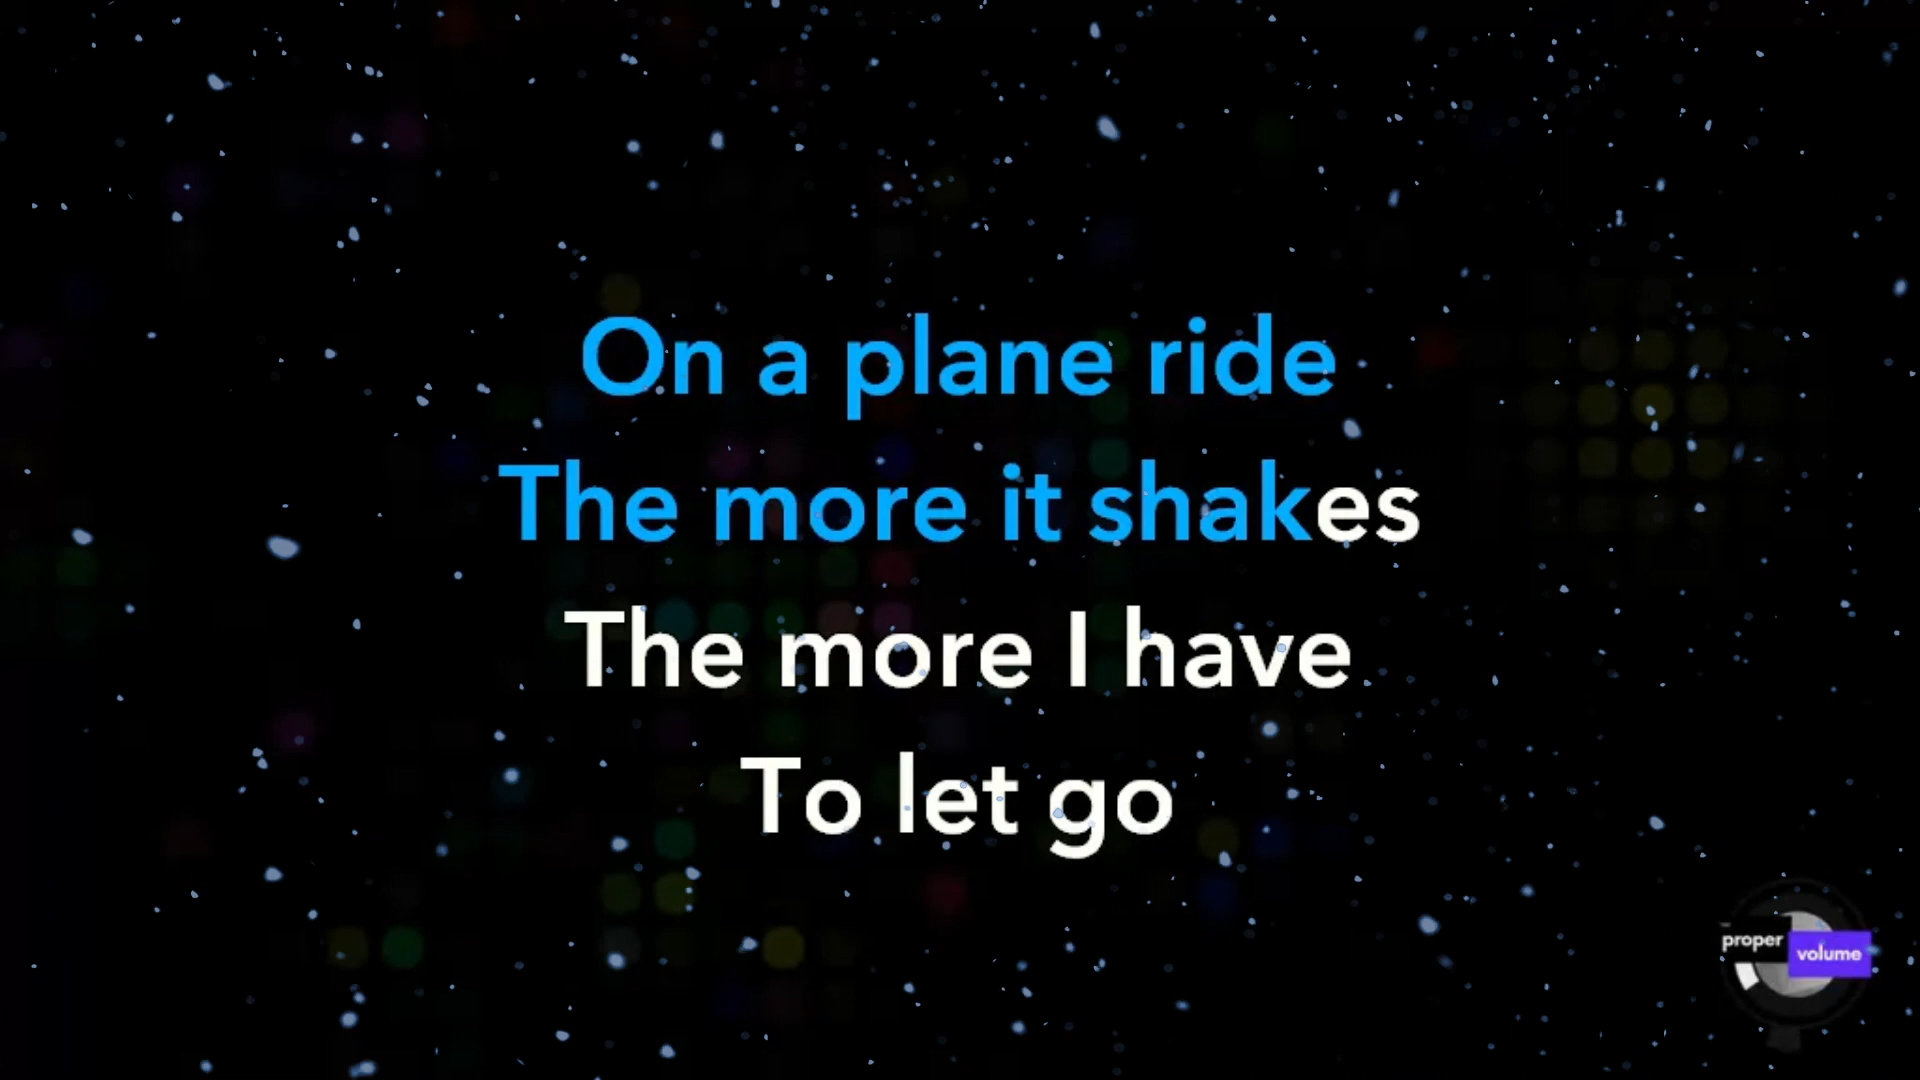 On a plane ride
The more it shakes
The more I have
To let go
proper
volume